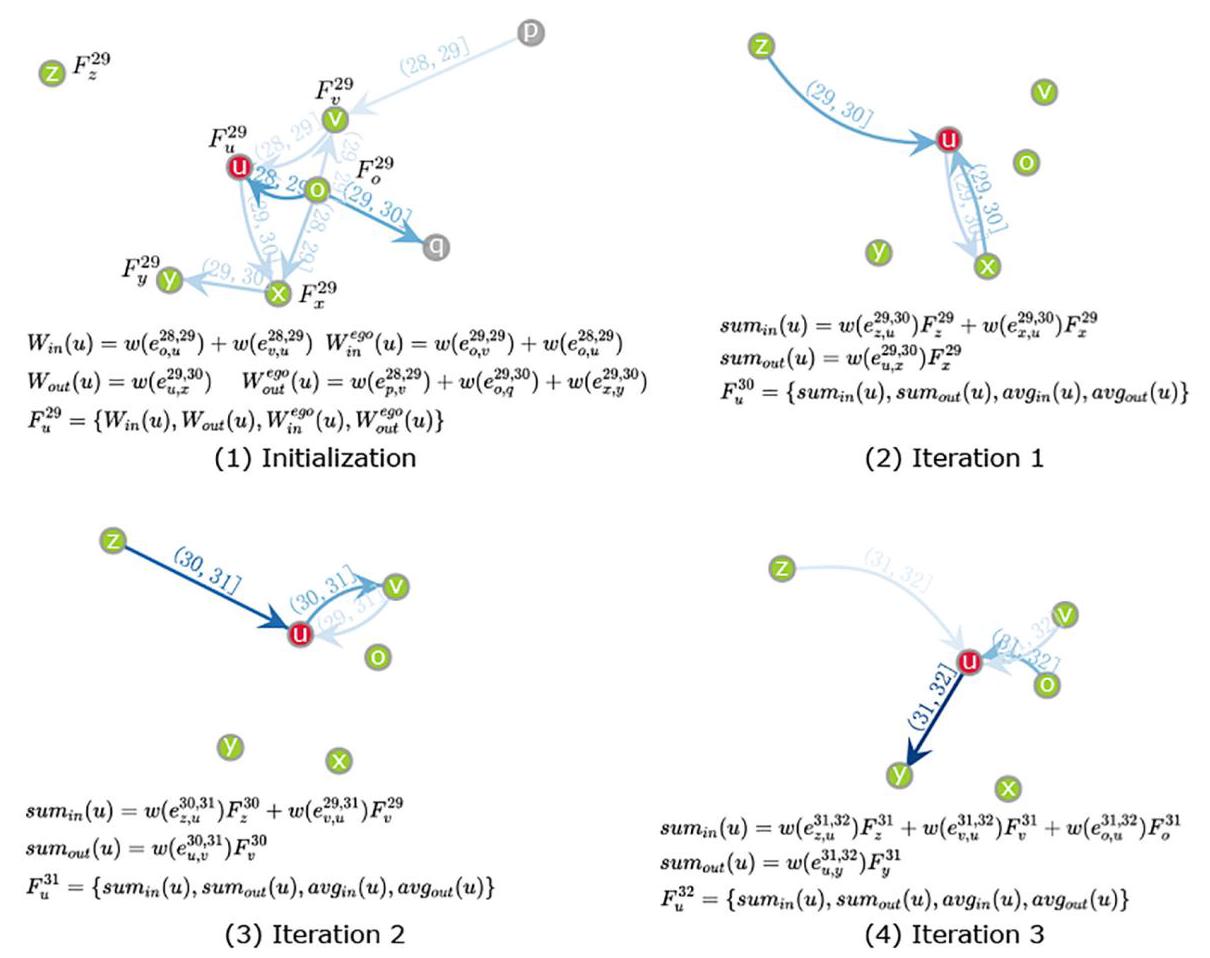 p
(28, 29]
z F_z^{29}
F_v^{29}
v
(28, 29]
F_u^{29}
u
(28, 29]
(29, 29]
F_o^{29}
o
(29, 30]
q
(29, 30]
(28, 29]
F_y^{29}
y
(29, 30]
x F_x^{29}
W_{in}(u) = w(e_{o,u}^{28,29}) + w(e_{v,u}^{28,29}) W_{in}^{ego}(u) = w(e_{o,v}^{29,29}) + w(e_{o,u}^{28,29})
W_{out}(u) = w(e_{u,x}^{29,30}) W_{out}^{ego}(u) = w(e_{p,v}^{28,29}) + w(e_{o,q}^{29,30}) + w(e_{x,y}^{29,30})
F_u^{29} = {W_{in}(u), W_{out}(u), W_{in}^{ego}(u), W_{out}^{ego}(u)}
(1) Initialization
z
(29, 30]
v
u
o
(29, 30]
(29, 30]
y
x
sum_{in}(u) = w(e_{z,u}^{29,30})F_z^{29} + w(e_{x,u}^{29,30})F_x^{29}
sum_{out}(u) = w(e_{u,x}^{29,30})F_x^{29}
F_u^{30} = {sum_{in}(u), sum_{out}(u), avg_{in}(u), avg_{out}(u)}
(2) Iteration 1
z
(30, 31]
(30, 31]
v
(29, 31]
u
o
y
x
sum_{in}(u) = w(e_{z,u}^{30,31})F_z^{30} + w(e_{v,u}^{29,31})F_v^{29}
sum_{out}(u) = w(e_{u,v}^{30,31})F_v^{30}
F_u^{31} = {sum_{in}(u), sum_{out}(u), avg_{in}(u), avg_{out}(u)}
(3) Iteration 2
z
(31, 32]
v
(31, 32]
(31, 32]
u
o
(31, 32]
y
x
sum_{in}(u) = w(e_{z,u}^{31,32})F_z^{31} + w(e_{v,u}^{31,32})F_v^{31} + w(e_{o,u}^{31,32})F_o^{31}
sum_{out}(u) = w(e_{u,y}^{31,32})F_y^{31}
F_u^{32} = {sum_{in}(u), sum_{out}(u), avg_{in}(u), avg_{out}(u)}
(4) Iteration 3